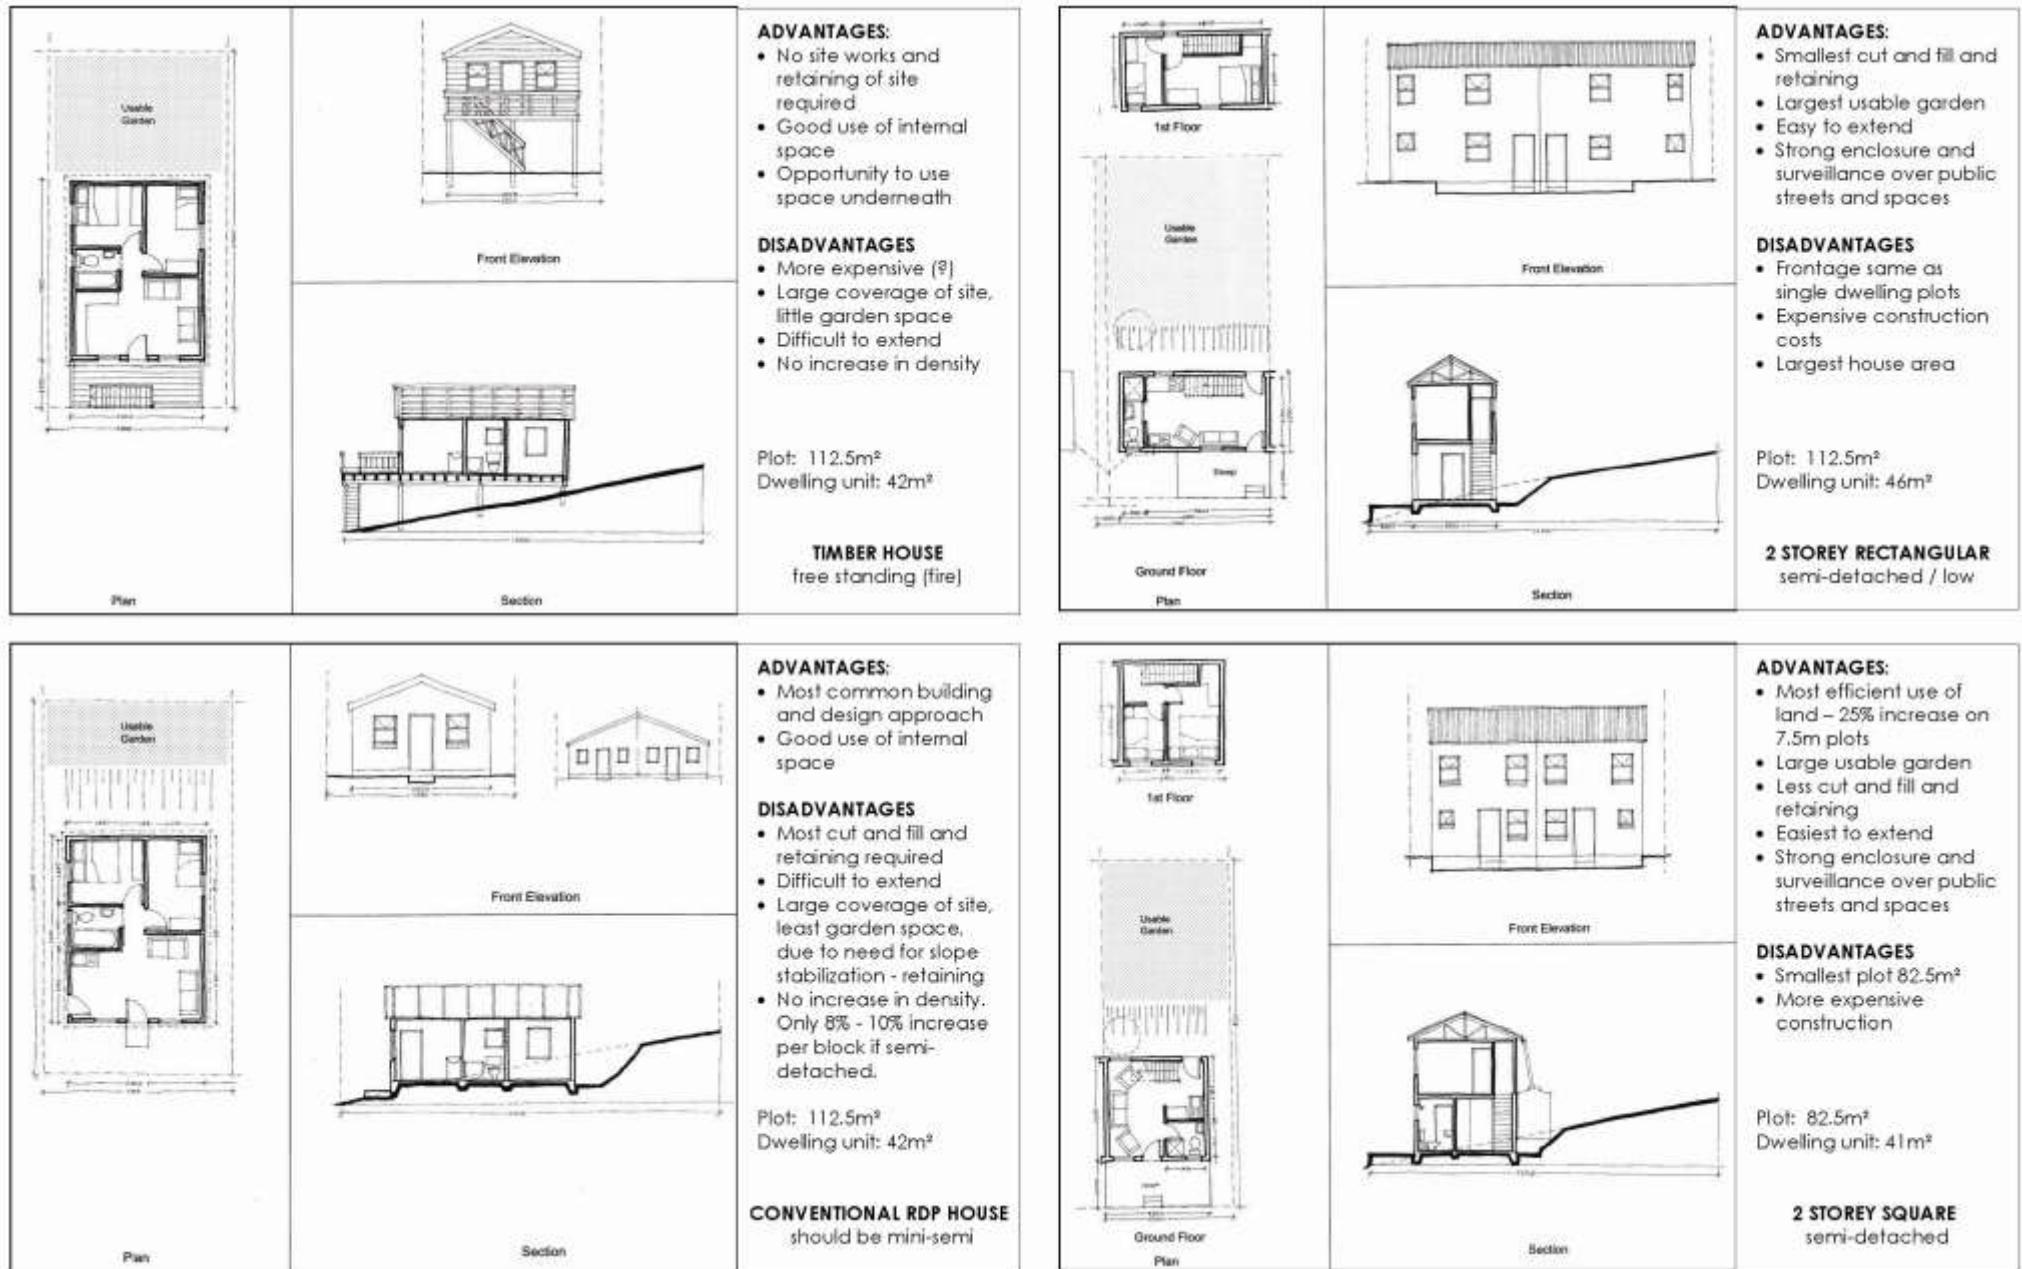 Usable
Garden
Plan
Front Elevation
Section
ADVANTAGES:
• No site works and
retaining of site
required
• Good use of internal
space
• Opportunity to use
space underneath
DISADVANTAGES
• More expensive (?)
• Large coverage of site,
little garden space
• Difficult to extend
• No increase in density
Plot: 112.5m²
Dwelling unit: 42m²
TIMBER HOUSE
free standing (fire)
1st Floor
Usable
Garden
Stoep
Ground Floor
Plan
Front Elevation
Section
ADVANTAGES:
• Smallest cut and fill and
retaining
• Largest usable garden
• Easy to extend
• Strong enclosure and
surveillance over public
streets and spaces
DISADVANTAGES
• Frontage same as
single dwelling plots
• Expensive construction
costs
• Largest house area
Plot: 112.5m²
Dwelling unit: 46m²
2 STOREY RECTANGULAR
semi-detached / low
Usable
Garden
Plan
Front Elevation
Section
ADVANTAGES:
• Most common building
and design approach
• Good use of internal
space
DISADVANTAGES
• Most cut and fill and
retaining required
• Difficult to extend
• Large coverage of site,
least garden space,
due to need for slope
stabilization - retaining
• No increase in density.
Only 8% - 10% increase
per block if semi-
detached.
Plot: 112.5m²
Dwelling unit: 42m²
CONVENTIONAL RDP HOUSE
should be mini-semi
1st Floor
Usable
Garden
Ground Floor
Plan
Front Elevation
Section
ADVANTAGES:
• Most efficient use of
land – 25% increase on
7.5m plots
• Large usable garden
• Less cut and fill and
retaining
• Easiest to extend
• Strong enclosure and
surveillance over public
streets and spaces
DISADVANTAGES
• Smallest plot 82.5m²
• More expensive
construction
Plot: 82.5m²
Dwelling unit: 41m²
2 STOREY SQUARE
semi-detached